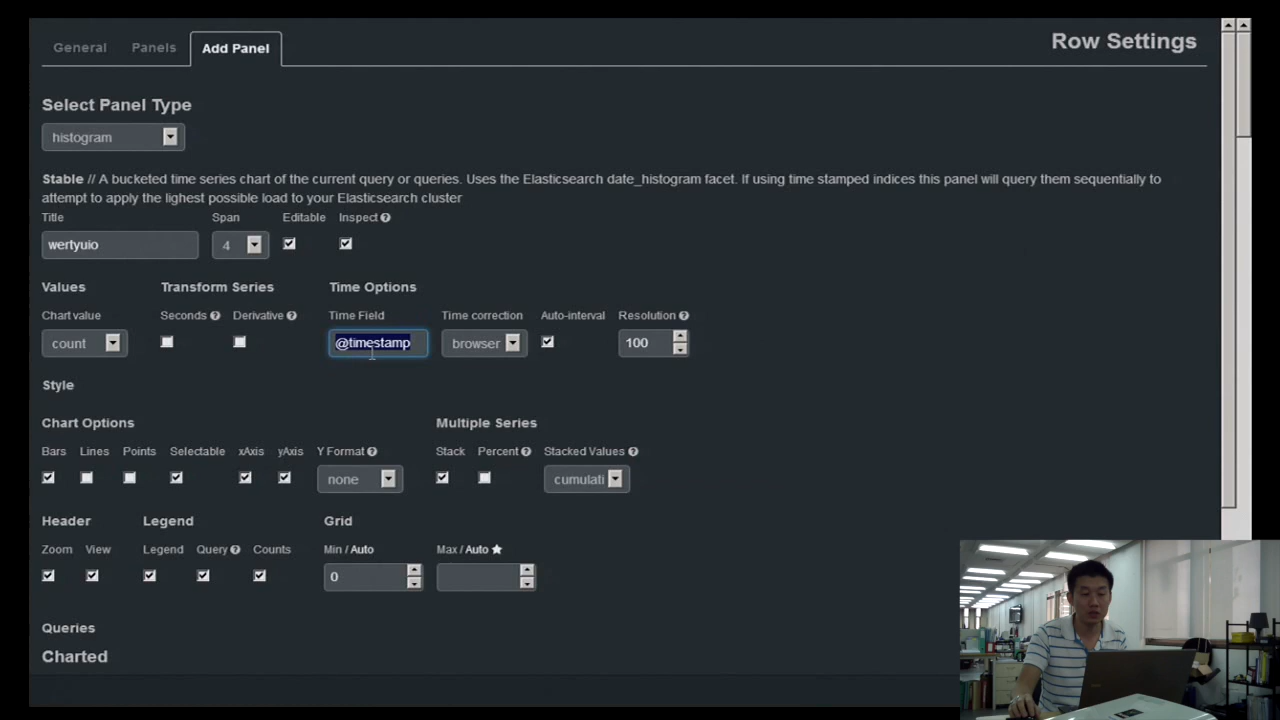 General Panels Add Panel Row Settings
Select Panel Type
histogram
Stable // A bucketed time series chart of the current query or queries. Uses the Elasticsearch date_histogram facet. If using time stamped indices this panel will query them sequentially to
attempt to apply the lighest possible load to your Elasticsearch cluster
Title Span Editable Inspect
wertyuio 4
Values Transform Series Time Options
Chart value Seconds Derivative Time Field Time correction Auto-interval Resolution
count @timestamp browser 100
Style
Chart Options Multiple Series
Bars Lines Points Selectable xAxis yAxis Y Format Stack Percent Stacked Values
none cumulati
Header Legend Grid
Zoom View Legend Query Counts Min / Auto Max / Auto
0
Queries
Charted